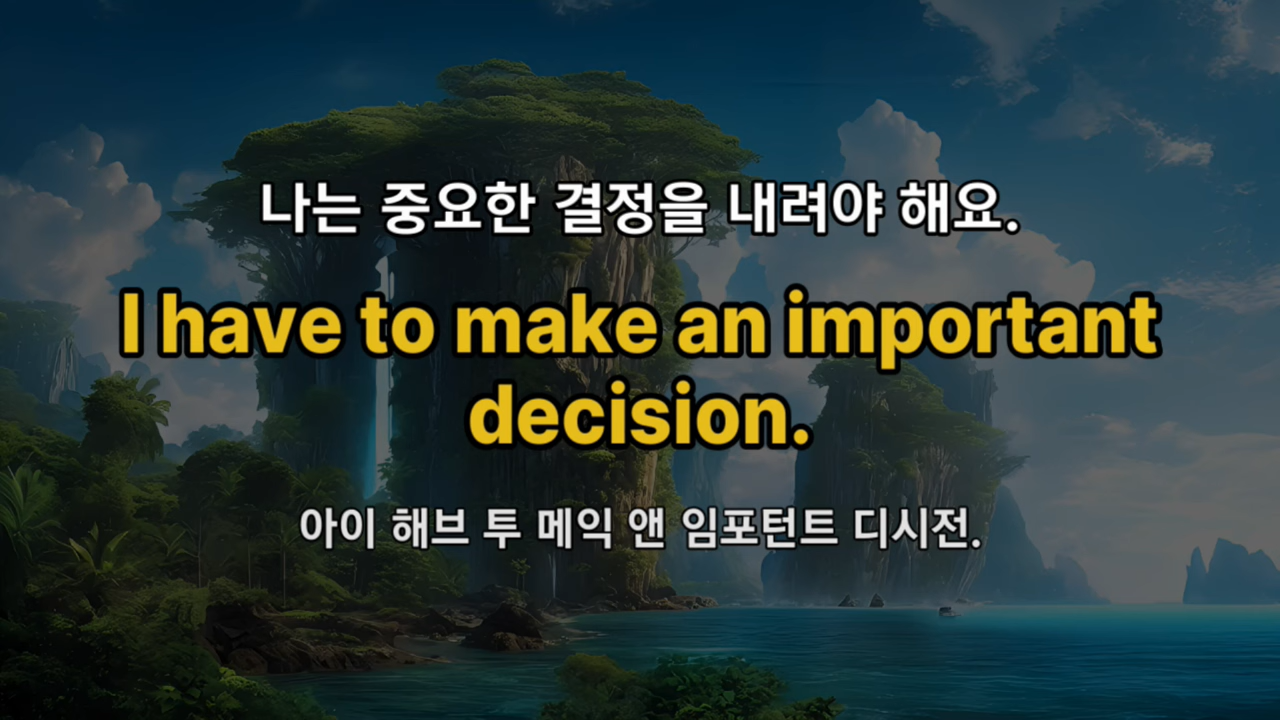 나는 중요한 결정을 내려야 해요.
I have to make an important
decision.
아이 해브 투 메익 앤 임포턴트 디시전.